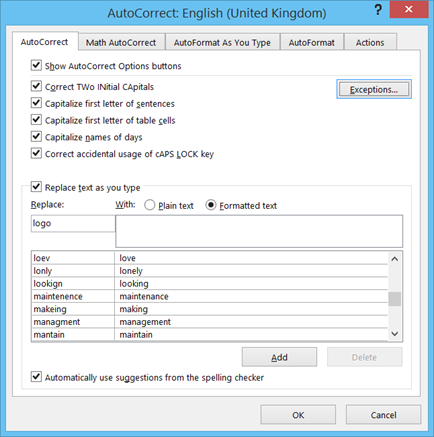 AutoCorrect: English (United Kingdom) ?
AutoCorrect Math AutoCorrect AutoFormat As You Type AutoFormat Actions
Show AutoCorrect Options buttons
Correct TWo INitial CApitals Exceptions...
Capitalize first letter of sentences
Capitalize first letter of table cells
Capitalize names of days
Correct accidental usage of cAPS LOCK key
Replace text as you type
Replace: With: Plain text Formatted text
logo
loev love
lonly lonely
lookign looking
maintenence maintenance
makeing making
managment management
mantain maintain
Add Delete
Automatically use suggestions from the spelling checker
OK Cancel